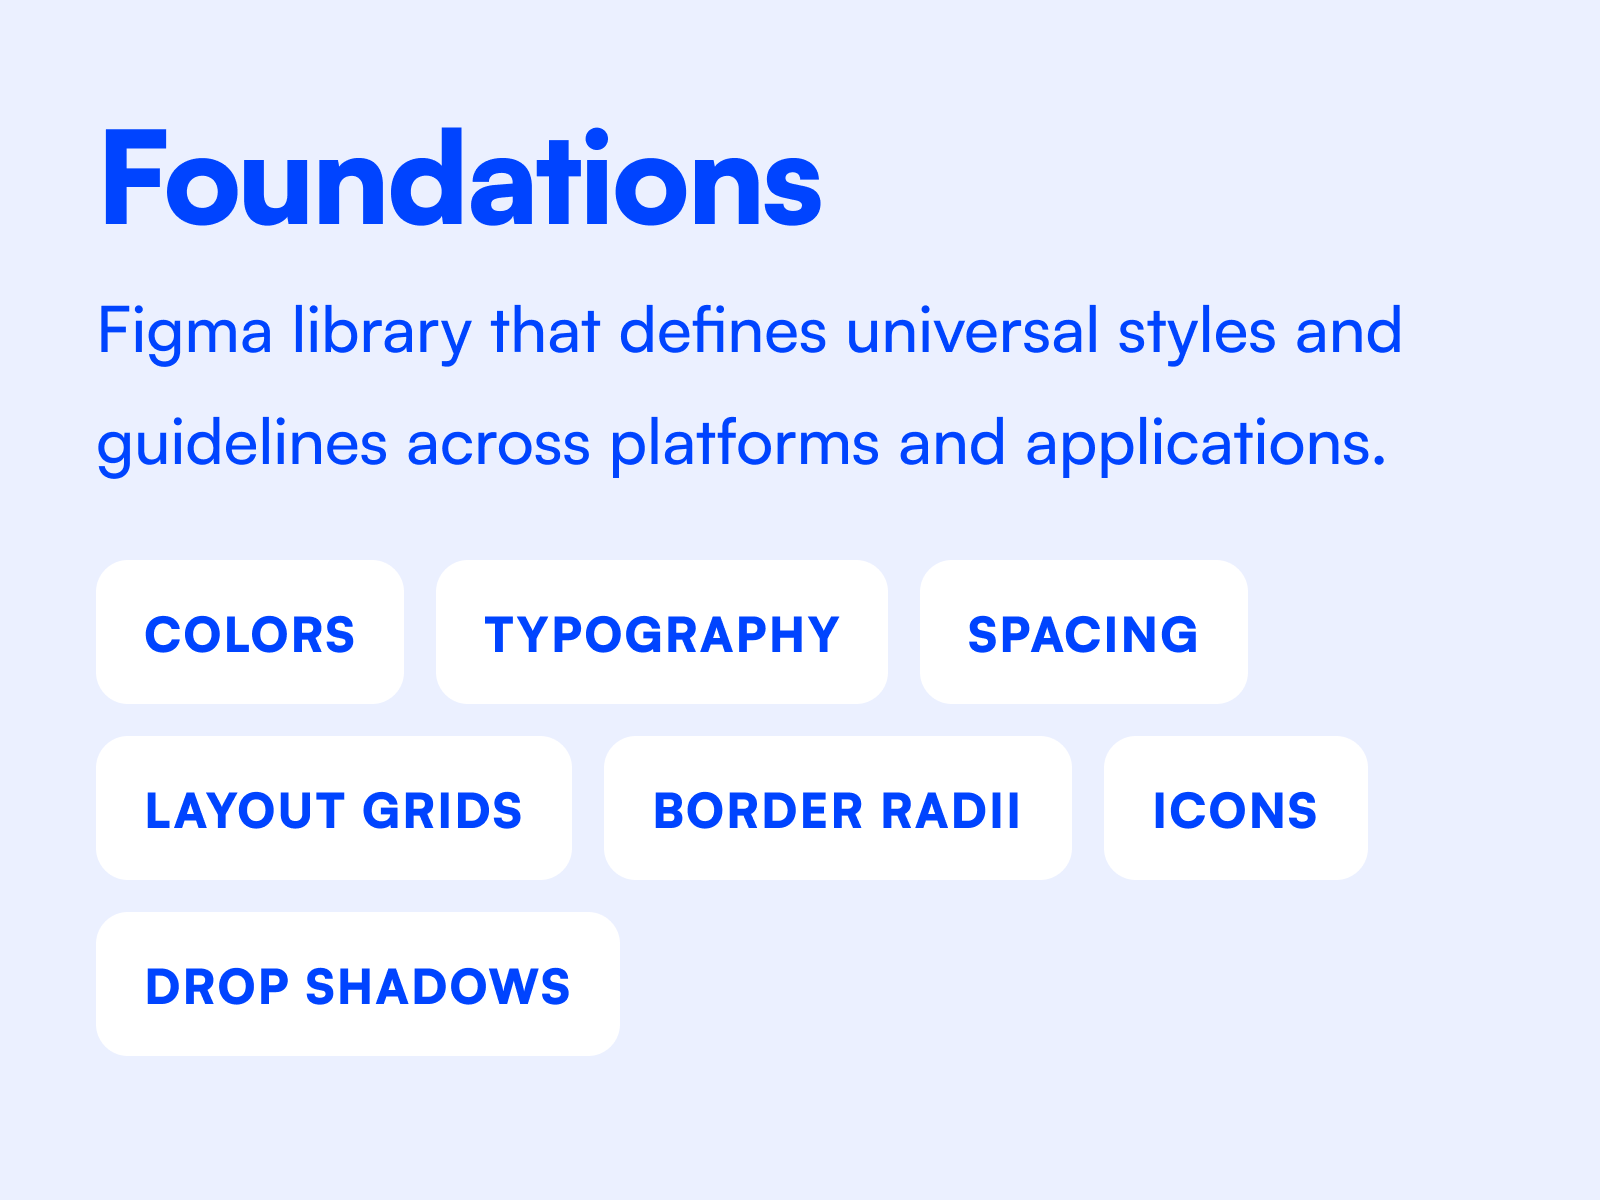 Foundations
Figma library that defines universal styles and
guidelines across platforms and applications.
COLORS
TYPOGRAPHY
SPACING
LAYOUT GRIDS
BORDER RADII
ICONS
DROP SHADOWS